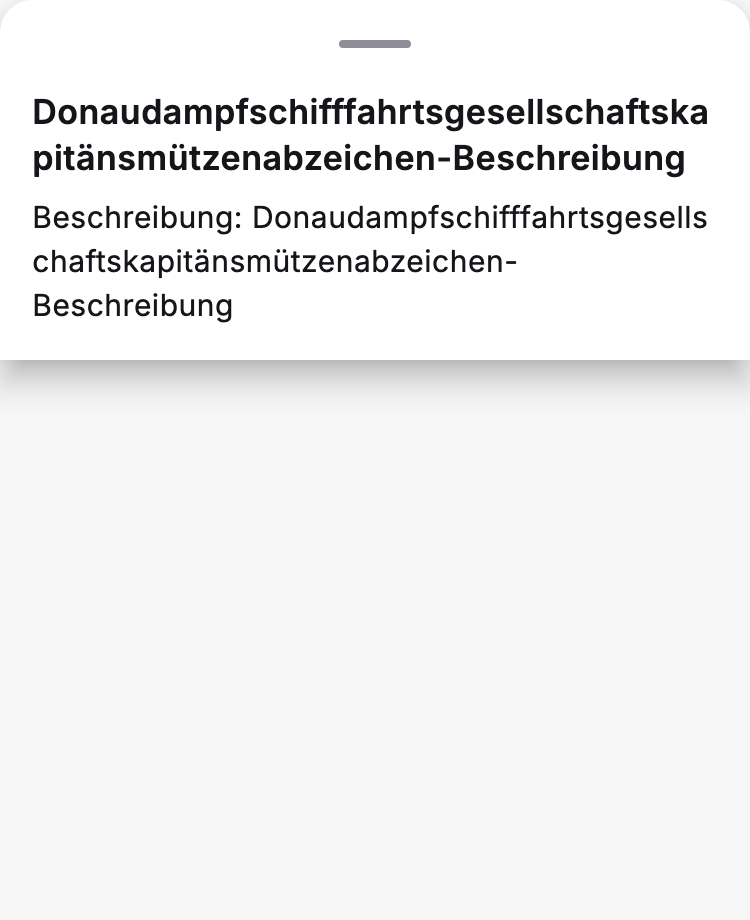 Donaudampfschifffahrtsgesellschaftska
pitänsmützenabzeichen-Beschreibung
Beschreibung: Donaudampfschifffahrtsgesells
chaftskapitänsmützenabzeichen-
Beschreibung